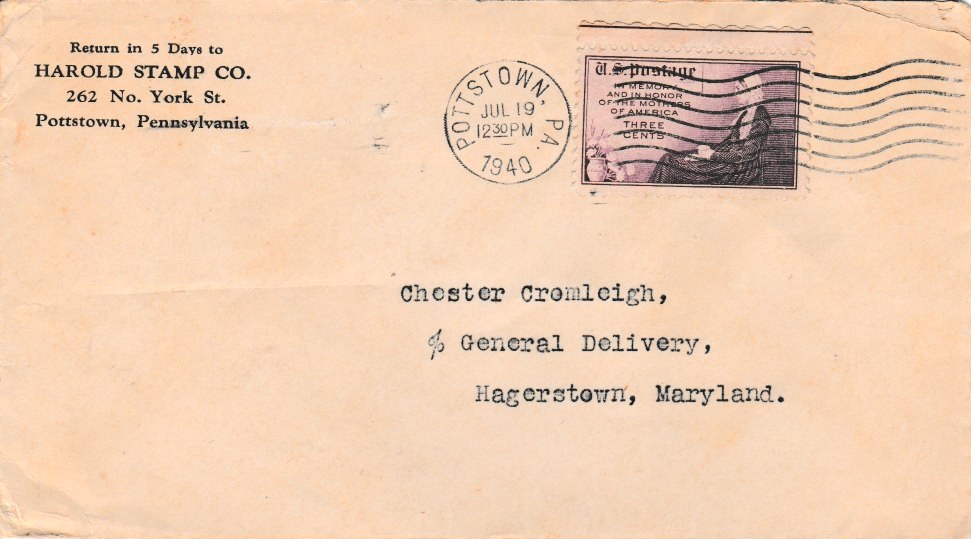 Return in 5 Days to
HAROLD STAMP CO.
262 No. York St.
Pottstown, Pennsylvania
POTTSTOWN, PA.
JUL 19
12 30 PM
1940
U.S. Postage
IN MEMORY
AND IN HONOR
OF THE MOTHERS
OF AMERICA
THREE
CENTS
Chester Cromleigh,
% General Delivery,
Hagerstown, Maryland.